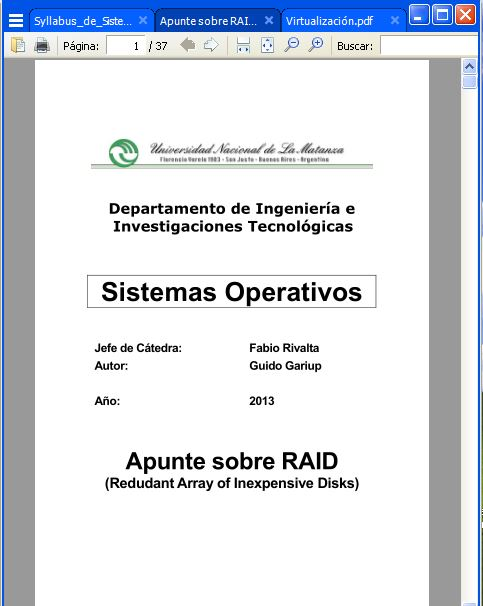 Syllabus_de_Siste...
Apunte sobre RAI...
Virtualización.pdf
Página: 1 / 37
Buscar:
Universidad Nacional de La Matanza
Florencio Varela 1903 - San Justo - Buenos Aires - Argentina
Departamento de Ingeniería e
Investigaciones Tecnológicas
Sistemas Operativos
Jefe de Cátedra: Fabio Rivalta
Autor: Guido Gariup
Año: 2013
Apunte sobre RAID
(Redudant Array of Inexpensive Disks)